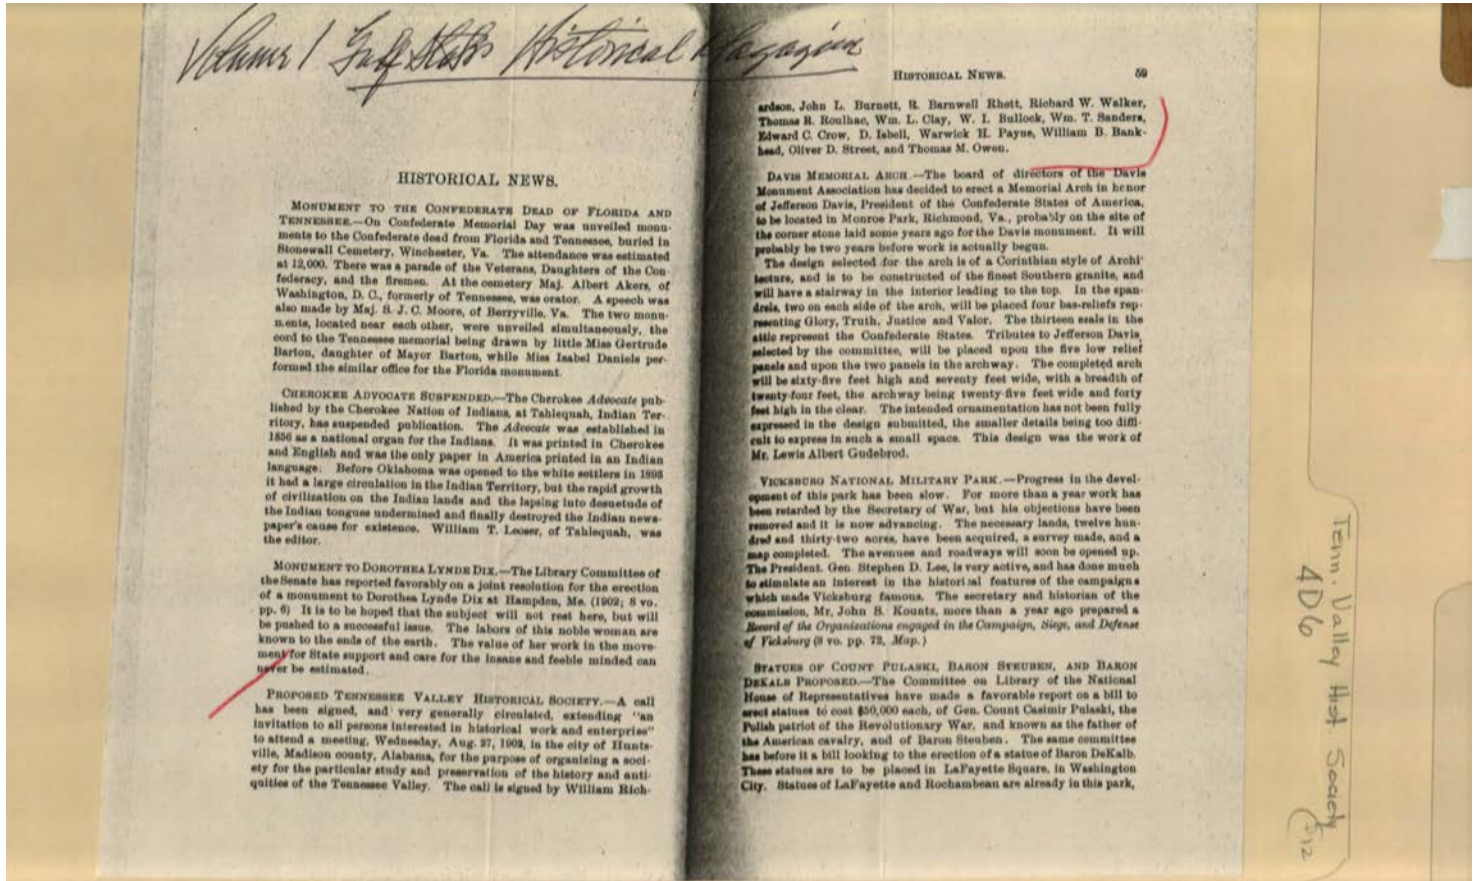 Volume 1 Gulf States Historical Magazine
HISTORICAL NEWS.
MONUMENT TO THE CONFEDERATE DEAD OF FLORIDA AND
TENNESSEE.—On Confederate Memorial Day was unveiled monu-
ments to the Confederate dead from Florida and Tennessee, buried in
Stonewall Cemetery, Winchester, Va. The attendance was estimated
at 12,000. There was a parade of the Veterans, Daughters of the Con-
federacy, and the firemen. At the cemetery Maj. Albert Akers, of
Washington, D. C., formerly of Tennessee, was orator. A speech was
also made by Maj. S. J. C. Moore, of Berryville, Va. The two monu-
ments, located near each other, were unveiled simultaneously, the
cord to the Tennessee memorial being drawn by little Miss Gertrude
Barton, daughter of Mayor Barton, while Miss Isabel Daniels per-
formed the similar office for the Florida monument.
CHEROKEE ADVOCATE SUSPENDED.—The Cherokee Advocate pub-
lished by the Cherokee Nation of Indians, at Tahlequah, Indian Ter-
ritory, has suspended publication. The Advocate was established in
1856 as a national organ for the Indians. It was printed in Cherokee
and English and was the only paper in America printed in an Indian
language. Before Oklahoma was opened to the white settlers in 1893
it had a large circulation in the Indian Territory, but the rapid growth
of civilization on the Indian lands and the lapsing into desuetude of
the Indian tongues undermined and finally destroyed the Indian news-
paper's cause for existence. William T. Leoser, of Tahlequah, was
the editor.
MONUMENT TO DOROTHEA LYNDE DIX.—The Library Committee of
the Senate has reported favorably on a joint resolution for the erection
of a monument to Dorothea Lynde Dix at Hampden, Me. (1902; 8 vo.
pp. 6) It is to be hoped that the subject will not rest here, but will
be pushed to a successful issue. The labors of this noble woman are
known to the ends of the earth. The value of her work in the move-
ment for State support and care for the insane and feeble minded can
never be estimated.
PROPOSED TENNESSEE VALLEY HISTORICAL SOCIETY.—A call
has been signed, and very generally circulated, extending "an
invitation to all persons interested in historical work and enterprise"
to attend a meeting, Wednesday, Aug. 27, 1902, in the city of Hunts-
ville, Madison county, Alabama, for the purpose of organizing a soci-
ety for the particular study and preservation of the history and anti-
quities of the Tennessee Valley. The call is signed by William Rich-
HISTORICAL NEWS. 59
ardson, John L. Burnett, R. Barnwell Rhett, Richard W. Walker,
Thomas R. Roulhac, Wm. L. Clay, W. I. Bullock, Wm. T. Sanders,
Edward C. Crow, D. Isbell, Warwick H. Payne, William B. Bank-
head, Oliver D. Street, and Thomas M. Owen.
DAVIS MEMORIAL ARCH.—The board of directors of the Davis
Monument Association has decided to erect a Memorial Arch in honor
of Jefferson Davis, President of the Confederate States of America,
to be located in Monroe Park, Richmond, Va., probably on the site of
the corner stone laid some years ago for the Davis monument. It will
probably be two years before work is actually begun.
The design selected for the arch is of a Corinthian style of Archi'
tecture, and is to be constructed of the finest Southern granite, and
will have a stairway in the interior leading to the top. In the span-
drels, two on each side of the arch, will be placed four bas-reliefs rep-
resenting Glory, Truth, Justice and Valor. The thirteen seals in the
attic represent the Confederate States. Tributes to Jefferson Davis
selected by the committee, will be placed upon the five low relief
panels and upon the two panels in the archway. The completed arch
will be sixty-five feet high and seventy feet wide, with a breadth of
twenty-four feet, the archway being twenty-five feet wide and forty
feet high in the clear. The intended ornamentation has not been fully
expressed in the design submitted, the smaller details being too diffi-
cult to express in such a small space. This design was the work of
Mr. Lewis Albert Gudebrod.
VICKSBURG NATIONAL MILITARY PARK.—Progress in the devel-
opment of this park has been slow. For more than a year work has
been retarded by the Secretary of War, but his objections have been
removed and it is now advancing. The necessary lands, twelve hun-
dred and thirty-two acres, have been acquired, a survey made, and a
map completed. The avenues and roadways will soon be opened up.
The President, Gen. Stephen D. Lee, is very active, and has done much
to stimulate an interest in the historical features of the campaigns
which made Vicksburg famous. The secretary and historian of the
commission, Mr. John S. Kountz, more than a year ago prepared a
Record of the Organizations engaged in the Campaign, Siege, and Defense
of Vicksburg (8 vo. pp. 72, Map.)
STATUES OF COUNT PULASKI, BARON STEUBEN, AND BARON
DEKALB PROPOSED.—The Committee on Library of the National
House of Representatives have made a favorable report on a bill to
erect statues to cost $50,000 each, of Gen. Count Casimir Pulaski, the
Polish patriot of the Revolutionary War, and known as the father of
the American cavalry, and of Baron Steuben. The same committee
has before it a bill looking to the erection of a statue of Baron DeKalb.
These statues are to be placed in LaFayette Square, in Washington
City. Statues of LaFayette and Rochambeau are already in this park,
Tenn. Valley Hist Society
4D6